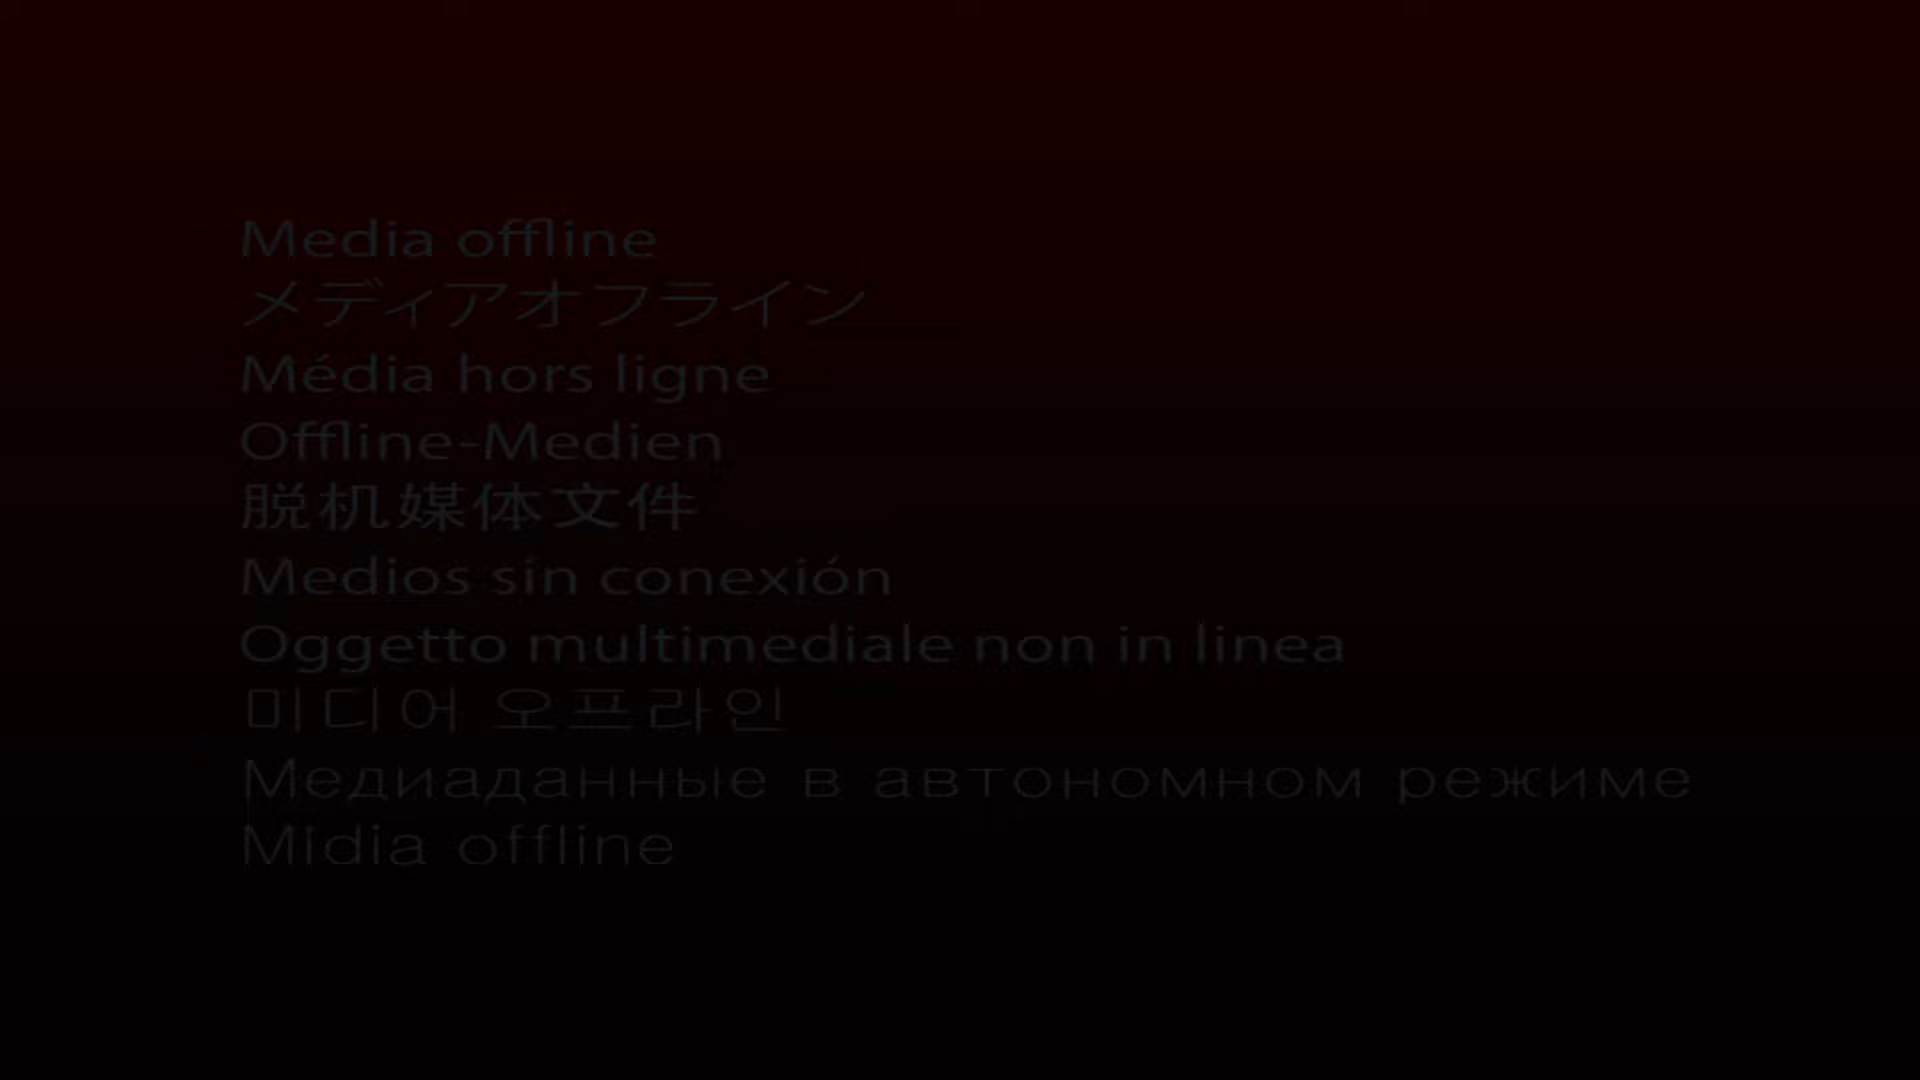 Media offline
メディアオフライン
Média hors ligne
Offline-Medien
脱机媒体文件
Medios sin conexión
Oggetto multimediale non in linea
미디어 오프라인
Медиаданные в автономном режиме
Mídia offline